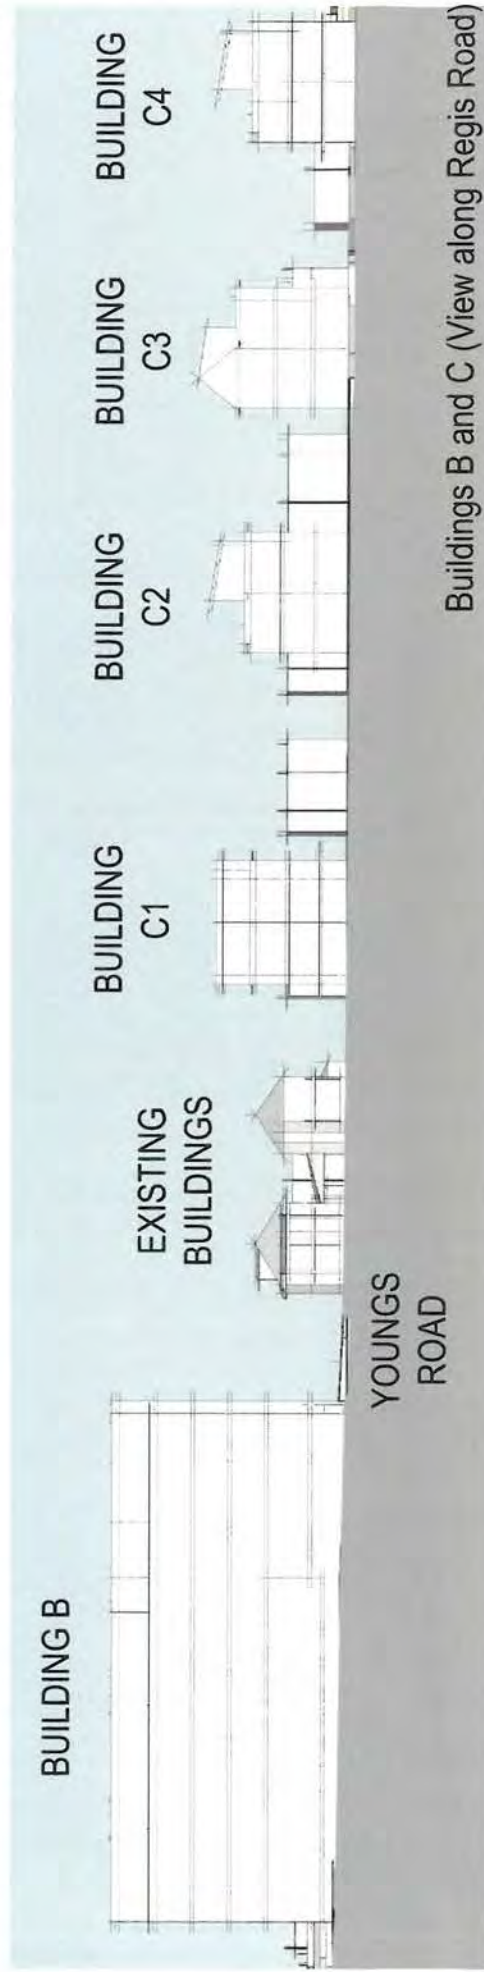 BUILDING B
EXISTING
BUILDINGS
BUILDING
C1
BUILDING
C2
BUILDING
C3
BUILDING
C4
YOUNGS
ROAD
Buildings B and C (View along Regis Road)